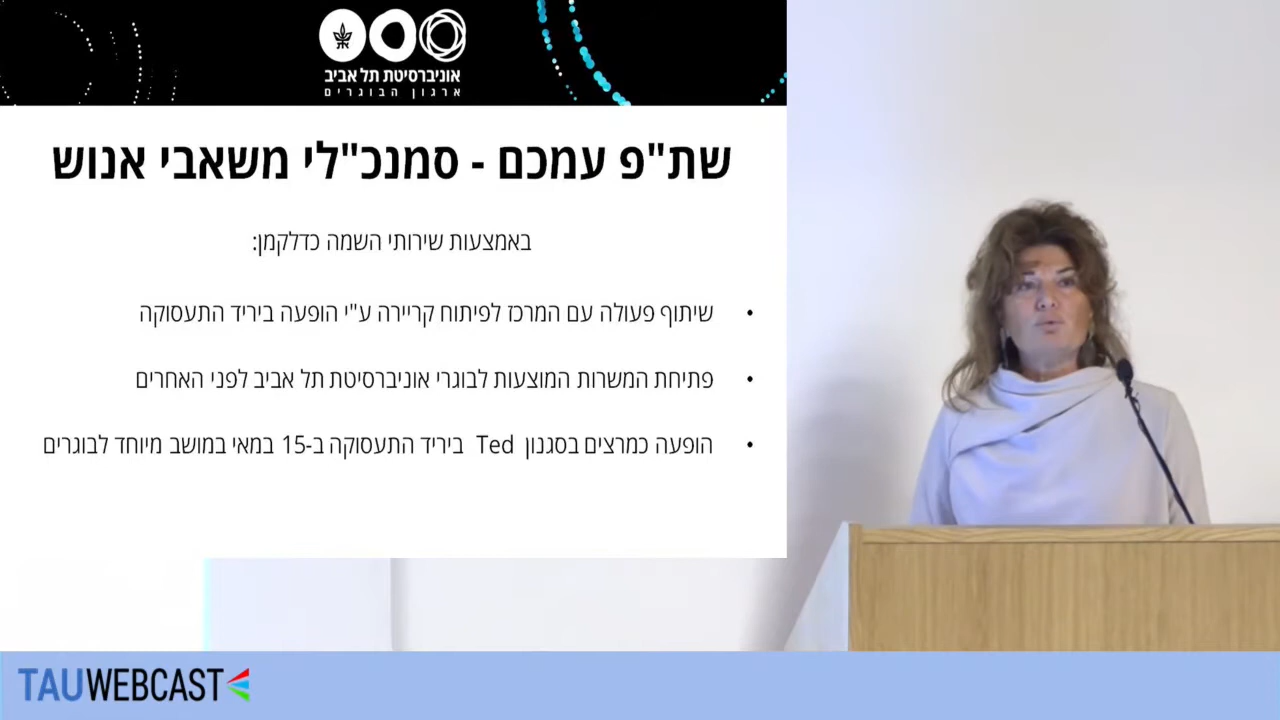 אוניברסיטת תל אביב
ארגון הבוגרים
שת"פ עמכם - סמנכ"לי משאבי אנוש
באמצעות שירותי השמה כדלקמן:
• שיתוף פעולה עם המרכז לפיתוח קריירה ע"י הופעה ביריד התעסוקה
• פתיחת המשרות המוצעות לבוגרי אוניברסיטת תל אביב לפני האחרים
• הופעה כמרצים בסגנון Ted ביריד התעסוקה ב-15 במאי במושב מיוחד לבוגרים
TAUWEBCAST